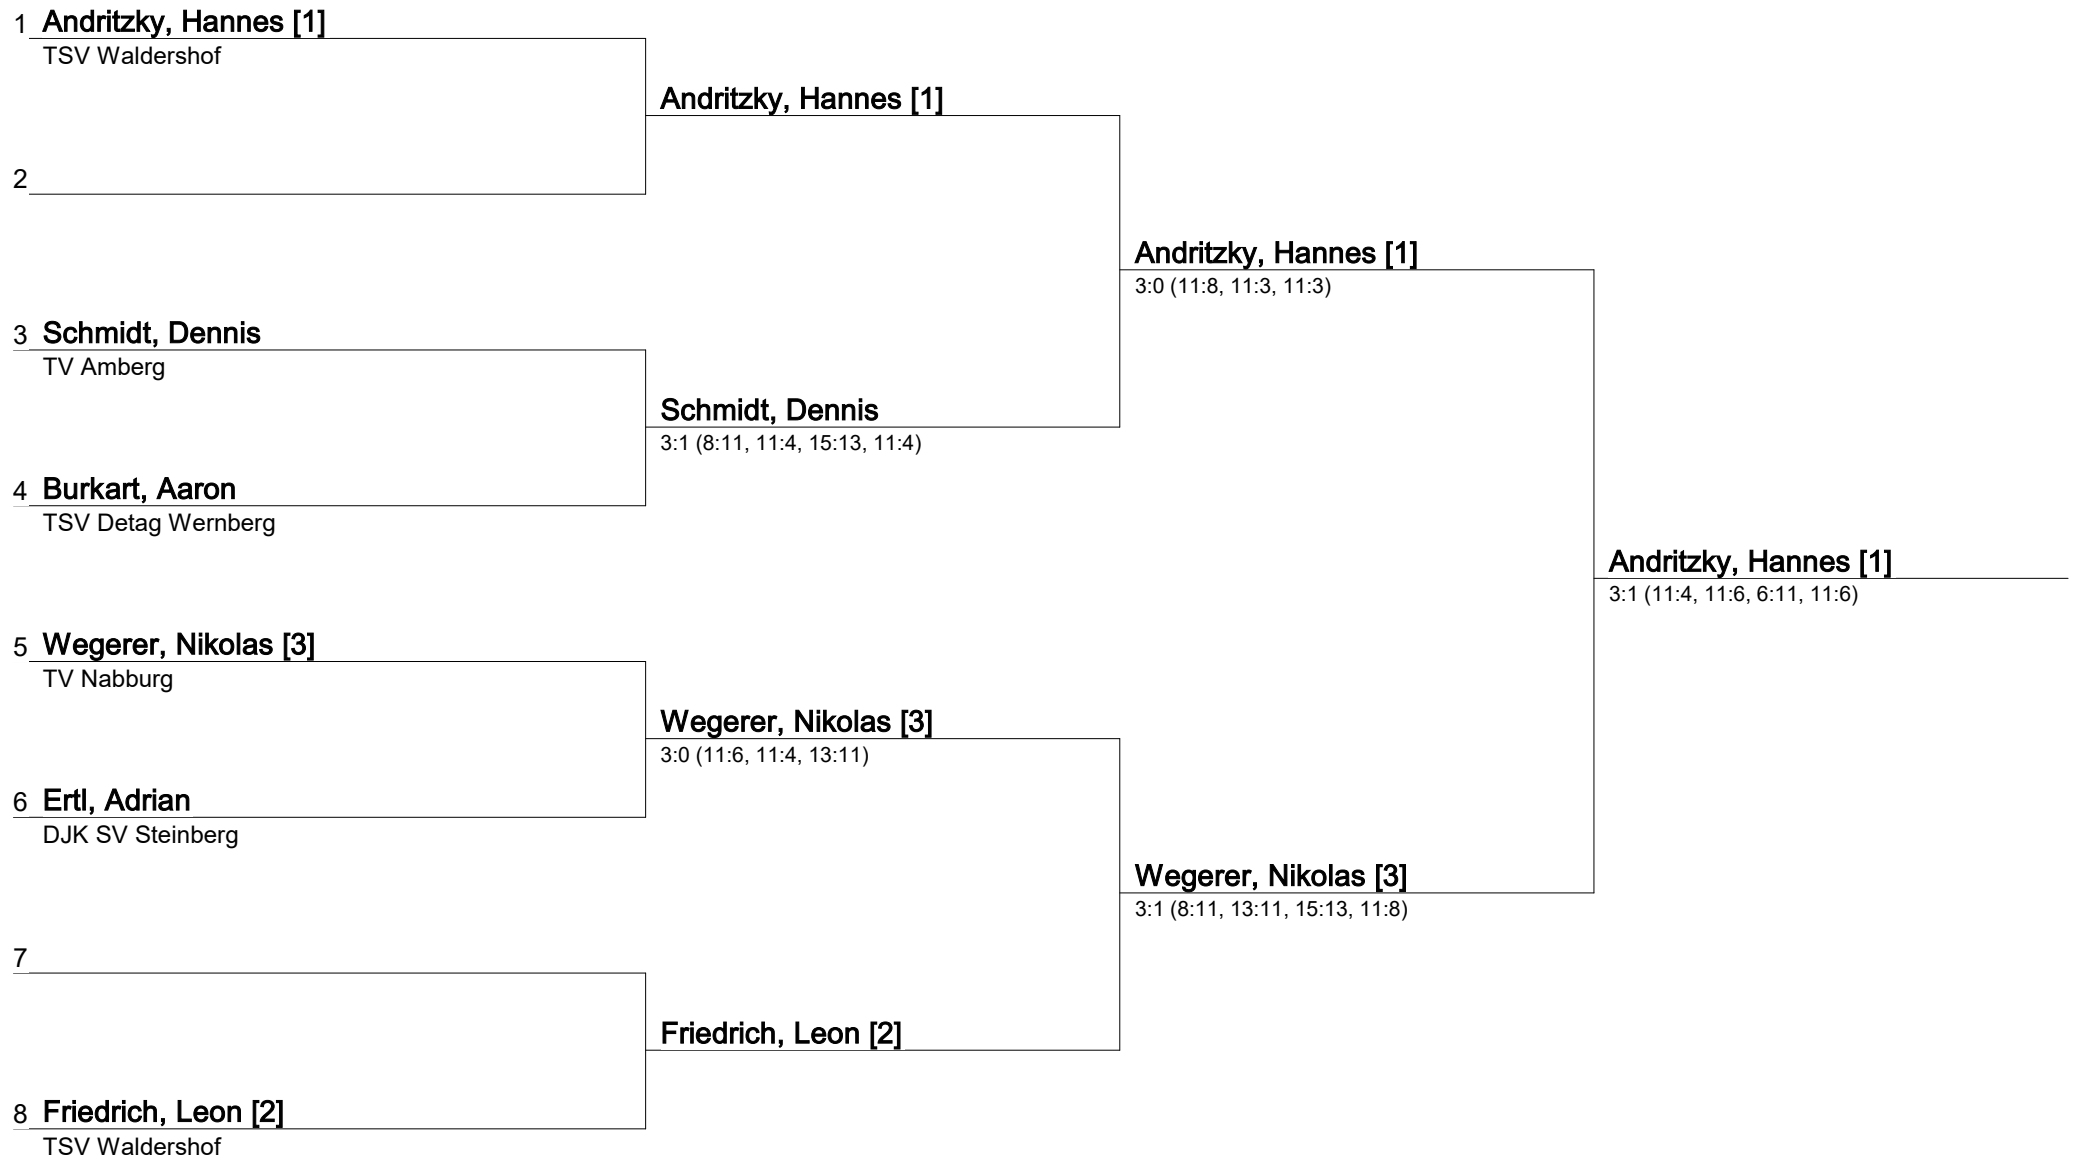 1 Andritzky, Hannes [1]
TSV Waldershof
Andritzky, Hannes [1]
2
Andritzky, Hannes [1]
3:0 (11:8, 11:3, 11:3)
3 Schmidt, Dennis
TV Amberg
Schmidt, Dennis
3:1 (8:11, 11:4, 15:13, 11:4)
4 Burkart, Aaron
TSV Detag Wernberg
Andritzky, Hannes [1]
3:1 (11:4, 11:6, 6:11, 11:6)
5 Wegerer, Nikolas [3]
TV Nabburg
Wegerer, Nikolas [3]
3:0 (11:6, 11:4, 13:11)
6 Ertl, Adrian
DJK SV Steinberg
Wegerer, Nikolas [3]
3:1 (8:11, 13:11, 15:13, 11:8)
7
Friedrich, Leon [2]
8 Friedrich, Leon [2]
TSV Waldershof